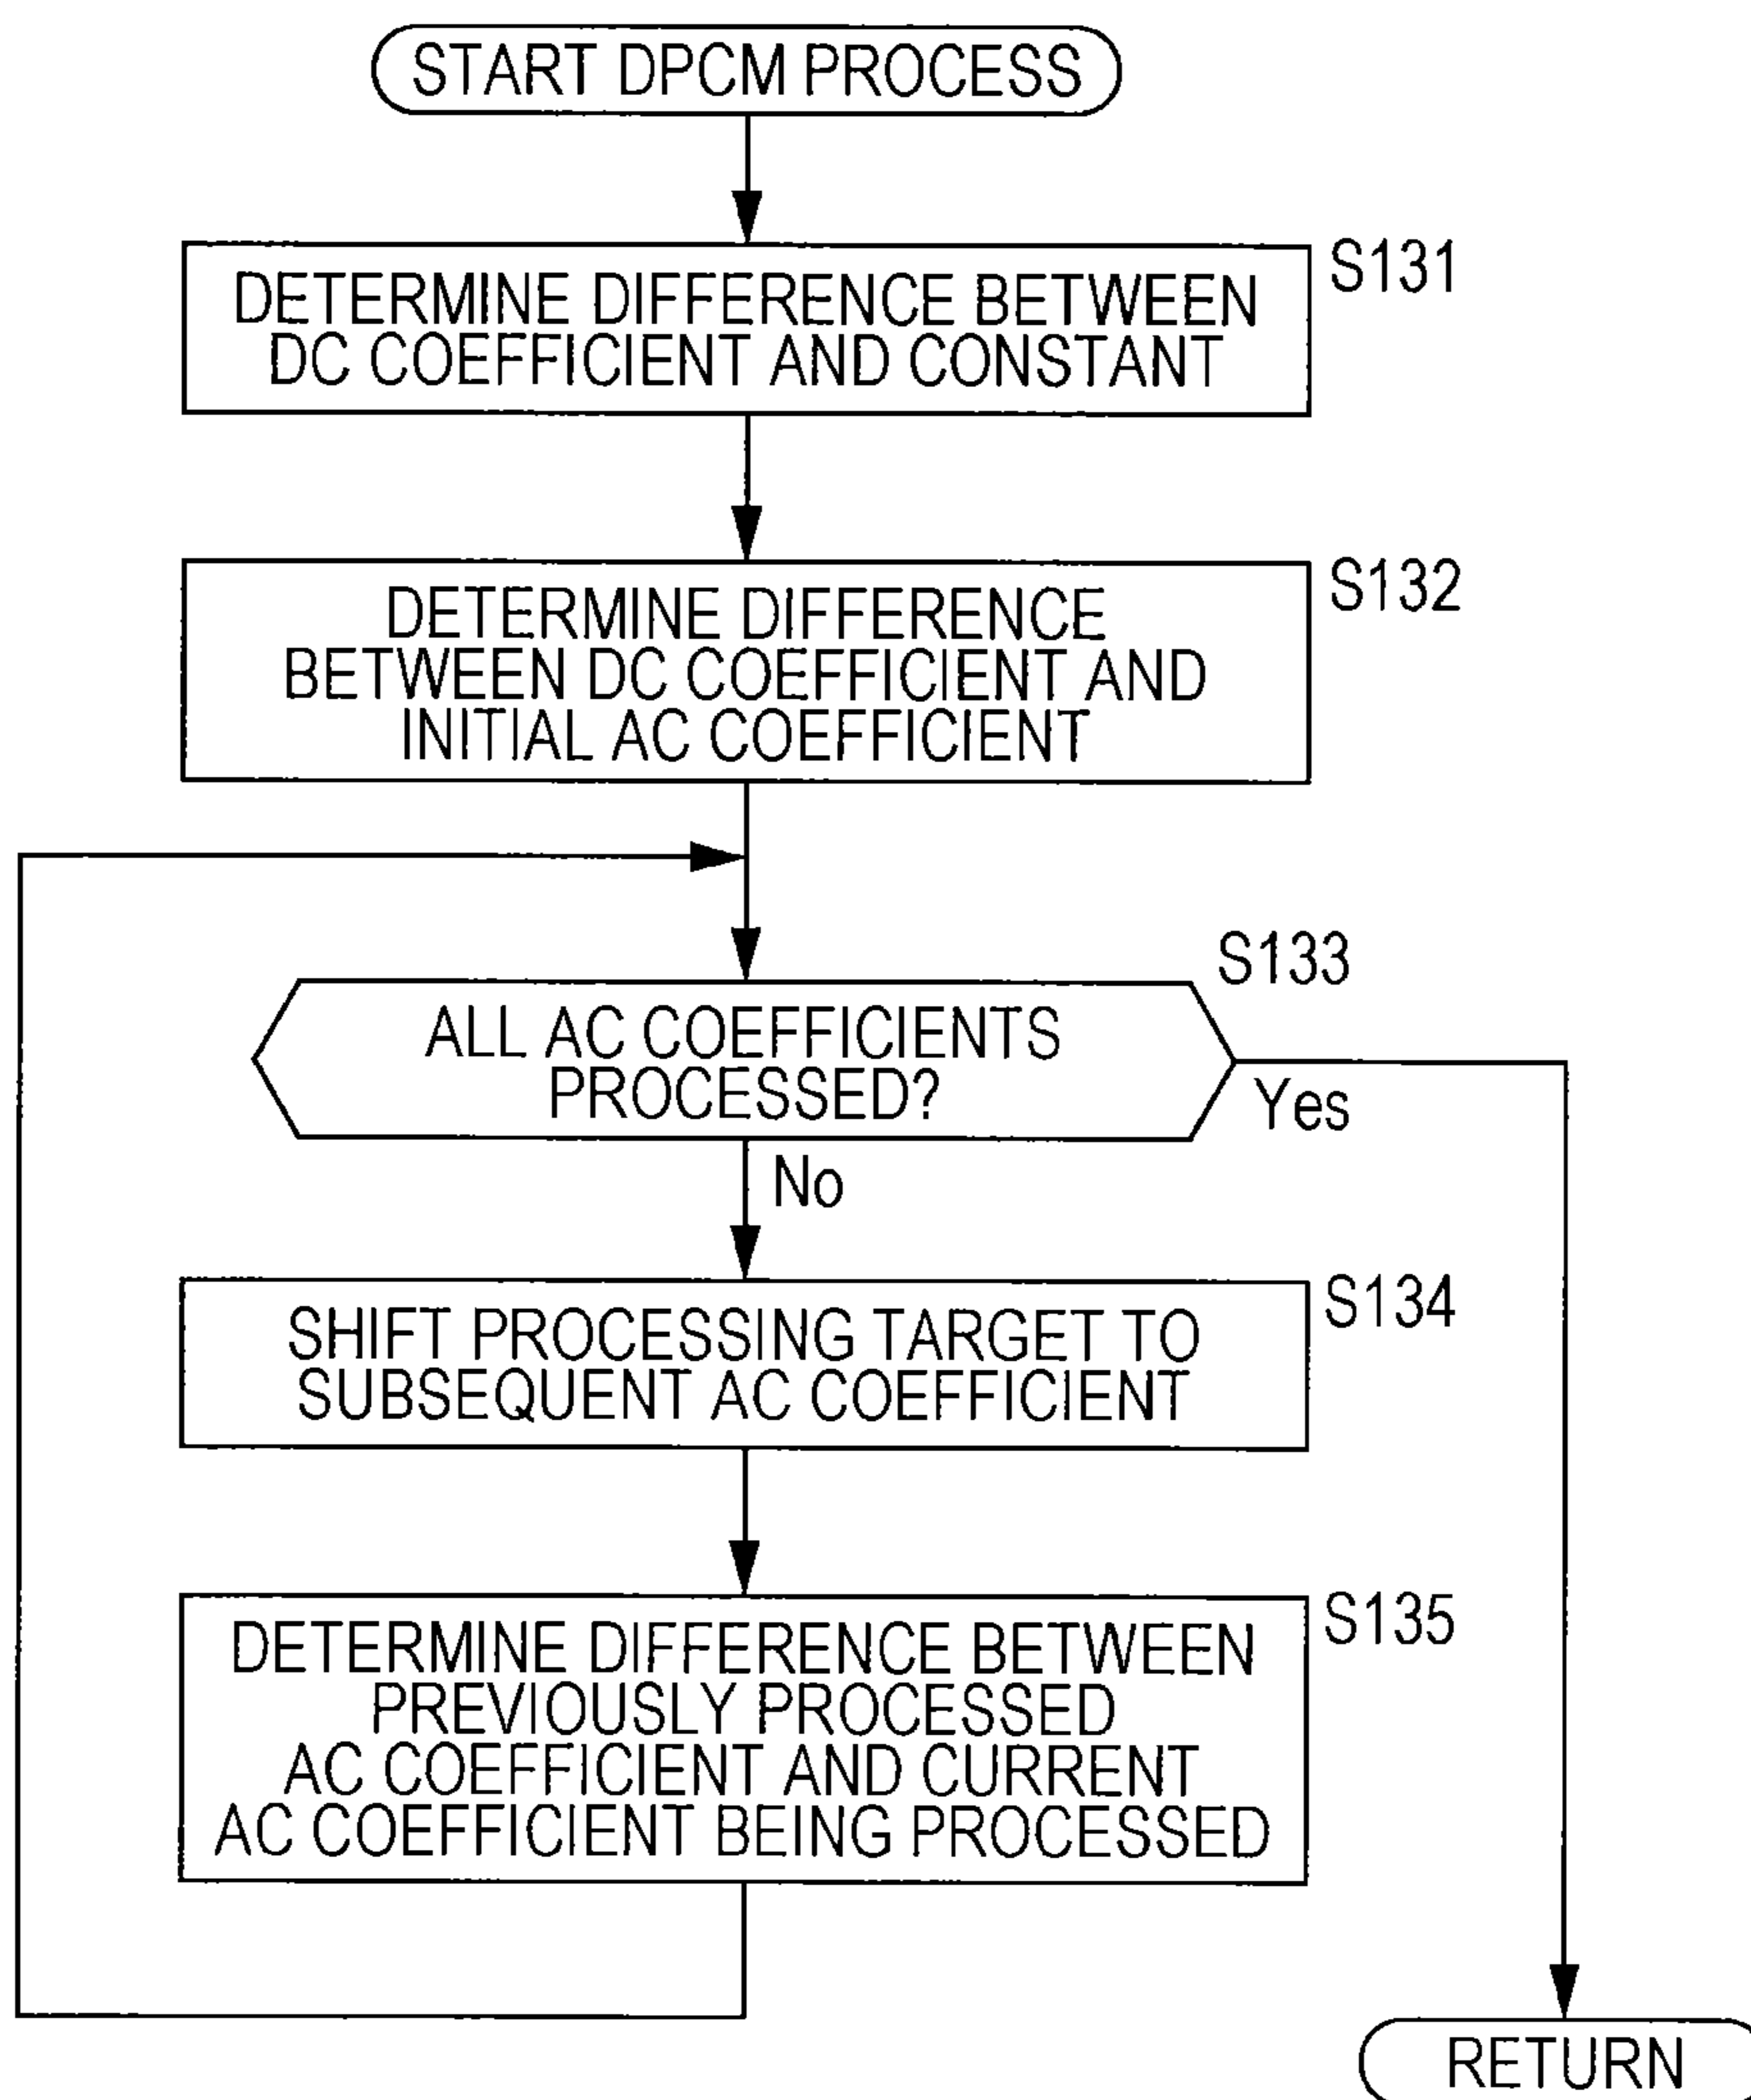 START DPCM PROCESS
S131
DETERMINE DIFFERENCE BETWEEN
DC COEFFICIENT AND CONSTANT
S132
DETERMINE DIFFERENCE
BETWEEN DC COEFFICIENT AND
INITIAL AC COEFFICIENT
S133
ALL AC COEFFICIENTS
PROCESSED?
Yes
No
S134
SHIFT PROCESSING TARGET TO
SUBSEQUENT AC COEFFICIENT
S135
DETERMINE DIFFERENCE BETWEEN
PREVIOUSLY PROCESSED
AC COEFFICIENT AND CURRENT
AC COEFFICIENT BEING PROCESSED
RETURN